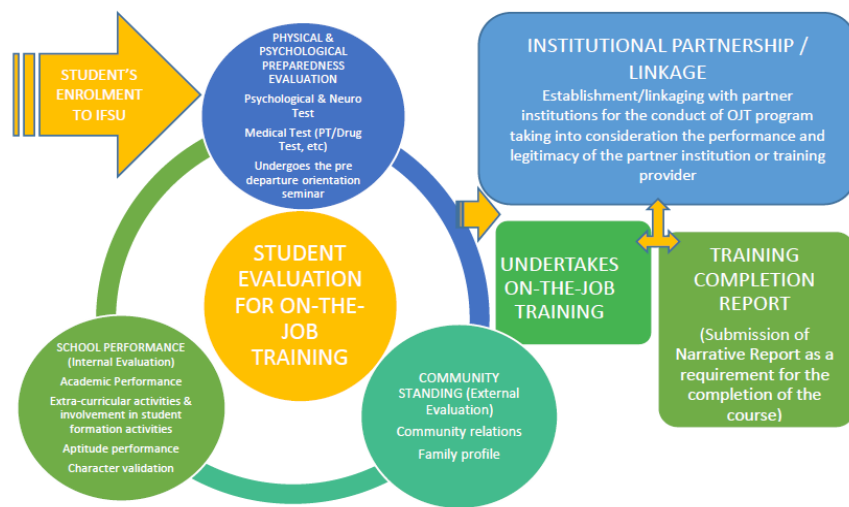 STUDENT'S
ENROLMENT
TO IFSU
PHYSICAL &
PSYCHOLOGICAL
PREPAREDNESS
EVALUATION
Psychological & Neuro
Test
Medical Test (PT/Drug
Test, etc)
Undergoes the pre
departure orientation
seminar
STUDENT
EVALUATION
FOR ON-THE-
JOB
TRAINING
SCHOOL PERFORMANCE
(Internal Evaluation)
Academic Performance
Extra-curricular activities &
involvement in student
formation activities
Aptitude performance
Character validation
COMMUNITY
STANDING (External
Evaluation)
Community relations
Family profile
INSTITUTIONAL PARTNERSHIP /
LINKAGE
Establishment/linkaging with partner
institutions for the conduct of OJT program
taking into consideration the performance and
legitimacy of the partner institution or training
provider
UNDERTAKES
ON-THE-JOB
TRAINING
TRAINING
COMPLETION
REPORT
(Submission of
Narrative Report as a
requirement for the
completion of the
course)